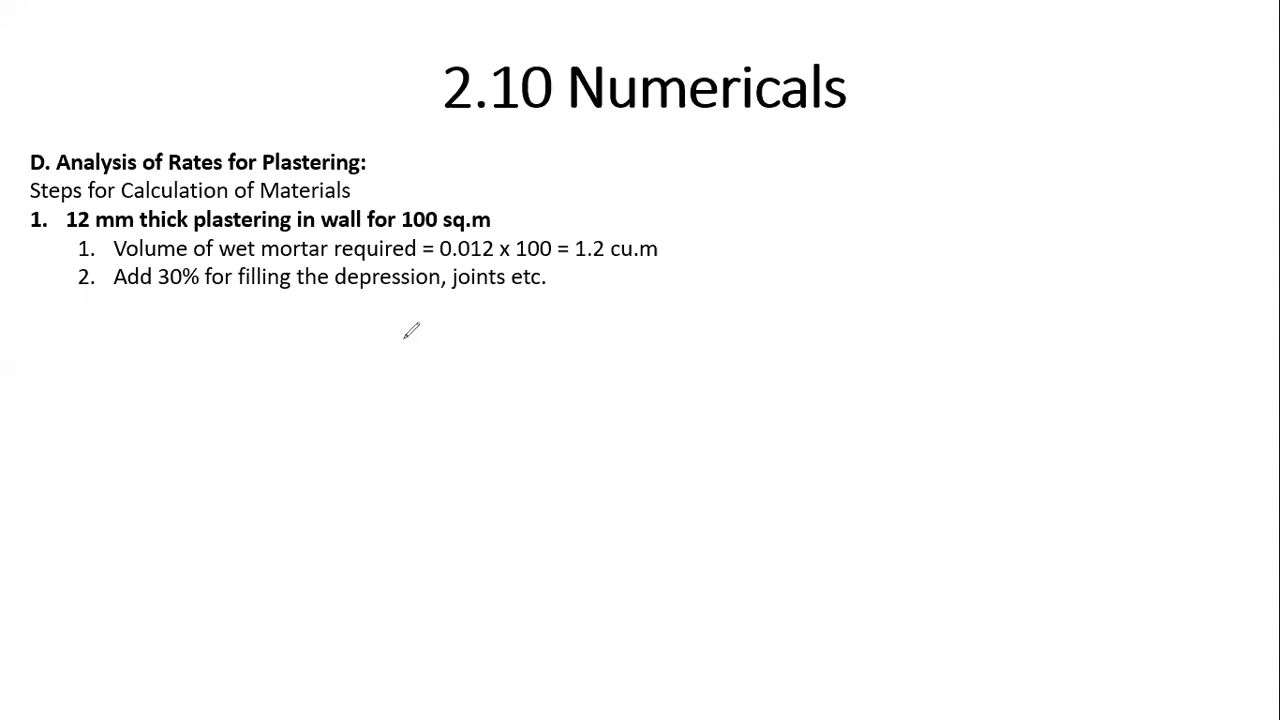 2.10 Numericals
D. Analysis of Rates for Plastering:
Steps for Calculation of Materials
1. 12 mm thick plastering in wall for 100 sq.m
1. Volume of wet mortar required = 0.012 x 100 = 1.2 cu.m
2. Add 30% for filling the depression, joints etc.